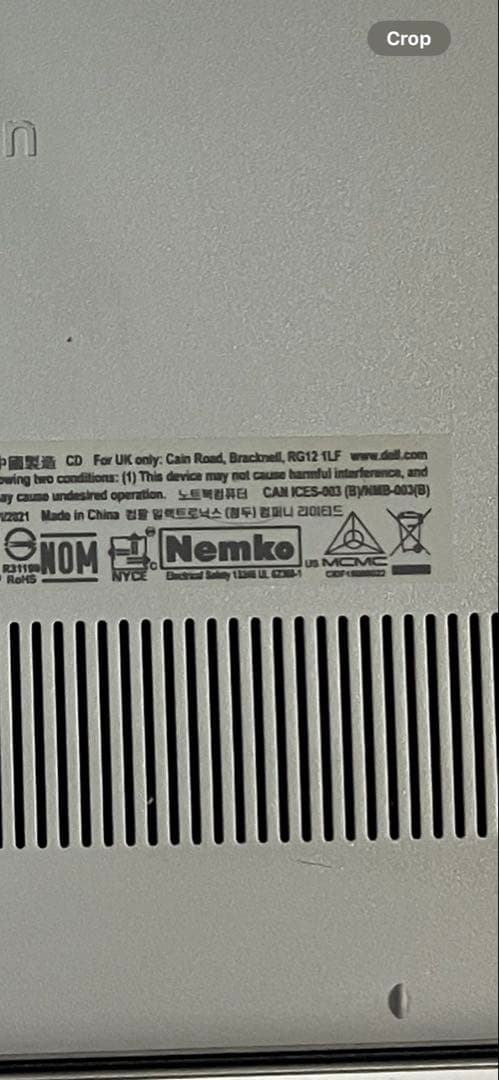 Crop
n
中國製造 CD For UK only: Cain Road, Bracknell, RG12 1LF www.dell.com
owing two conditions: (1) This device may not cause harmful interference, and
ay cause undesired operation. 노트북컴퓨터 CAN ICES-003 (B)/NMB-003(B)
/2021 Made in China 컴팔 일렉트로닉스 (청두) 컴퍼니 리미티드
NOM NYCE Nemko US MCMC
RoHS Electrical Safety